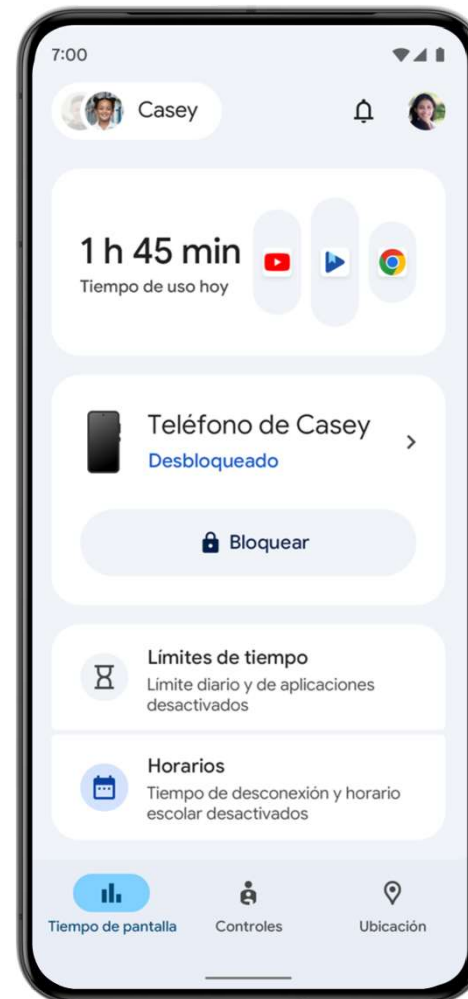 7:00
Casey
1 h 45 min
Tiempo de uso hoy
Teléfono de Casey
Desbloqueado
Bloquear
Límites de tiempo
Límite diario y de aplicaciones
desactivados
Horarios
Tiempo de desconexión y horario
escolar desactivados
Tiempo de pantalla
Controles
Ubicación